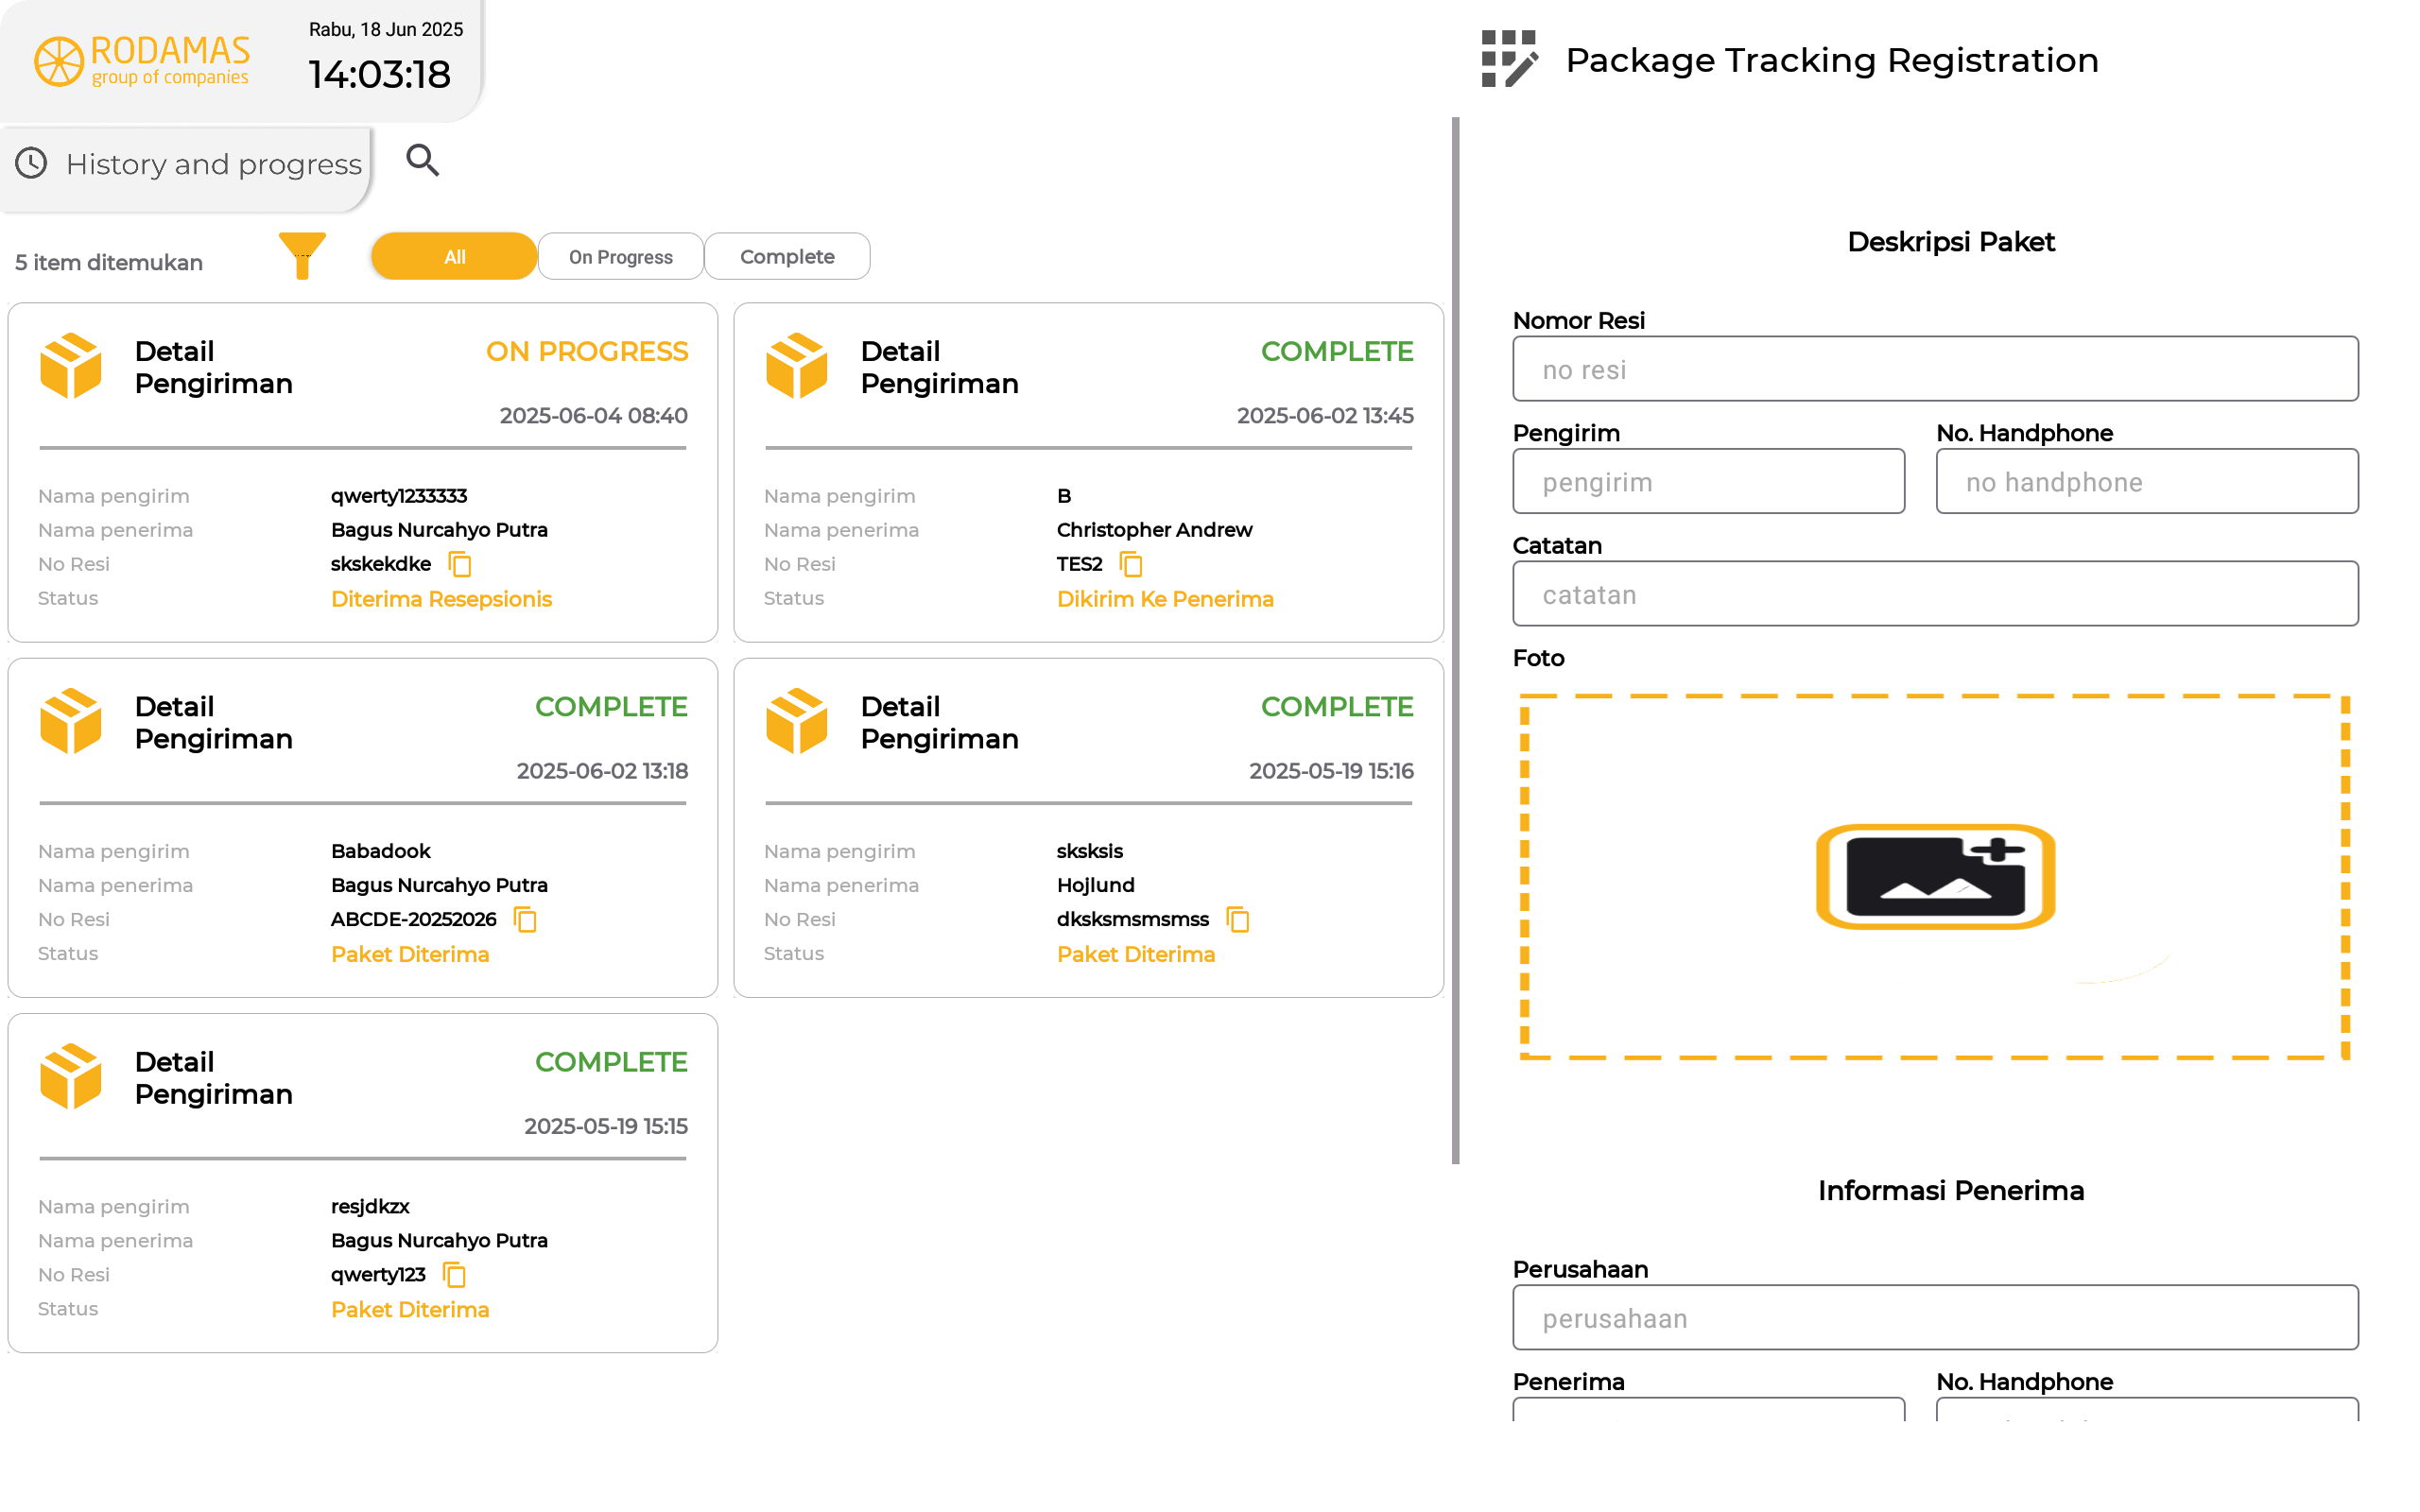 RODAMAS
group of companies
Rabu, 18 Jun 2025
14:03:18
History and progress
5 item ditemukan
All
On Progress
Complete
Detail
Pengiriman
ON PROGRESS
2025-06-04 08:40
Nama pengirim qwerty1233333
Nama penerima Bagus Nurcahyo Putra
No Resi skskekdke
Status Diterima Resepsionis
Detail
Pengiriman
COMPLETE
2025-06-02 13:45
Nama pengirim B
Nama penerima Christopher Andrew
No Resi TES2
Status Dikirim Ke Penerima
Detail
Pengiriman
COMPLETE
2025-06-02 13:18
Nama pengirim Babadook
Nama penerima Bagus Nurcahyo Putra
No Resi ABCDE-20252026
Status Paket Diterima
Detail
Pengiriman
COMPLETE
2025-05-19 15:16
Nama pengirim sksksis
Nama penerima Hojlund
No Resi dksksmsmsmss
Status Paket Diterima
Detail
Pengiriman
COMPLETE
2025-05-19 15:15
Nama pengirim resjdkzx
Nama penerima Bagus Nurcahyo Putra
No Resi qwerty123
Status Paket Diterima
Package Tracking Registration
Deskripsi Paket
Nomor Resi
no resi
Pengirim
pengirim
No. Handphone
no handphone
Catatan
catatan
Foto
Informasi Penerima
Perusahaan
perusahaan
Penerima
No. Handphone